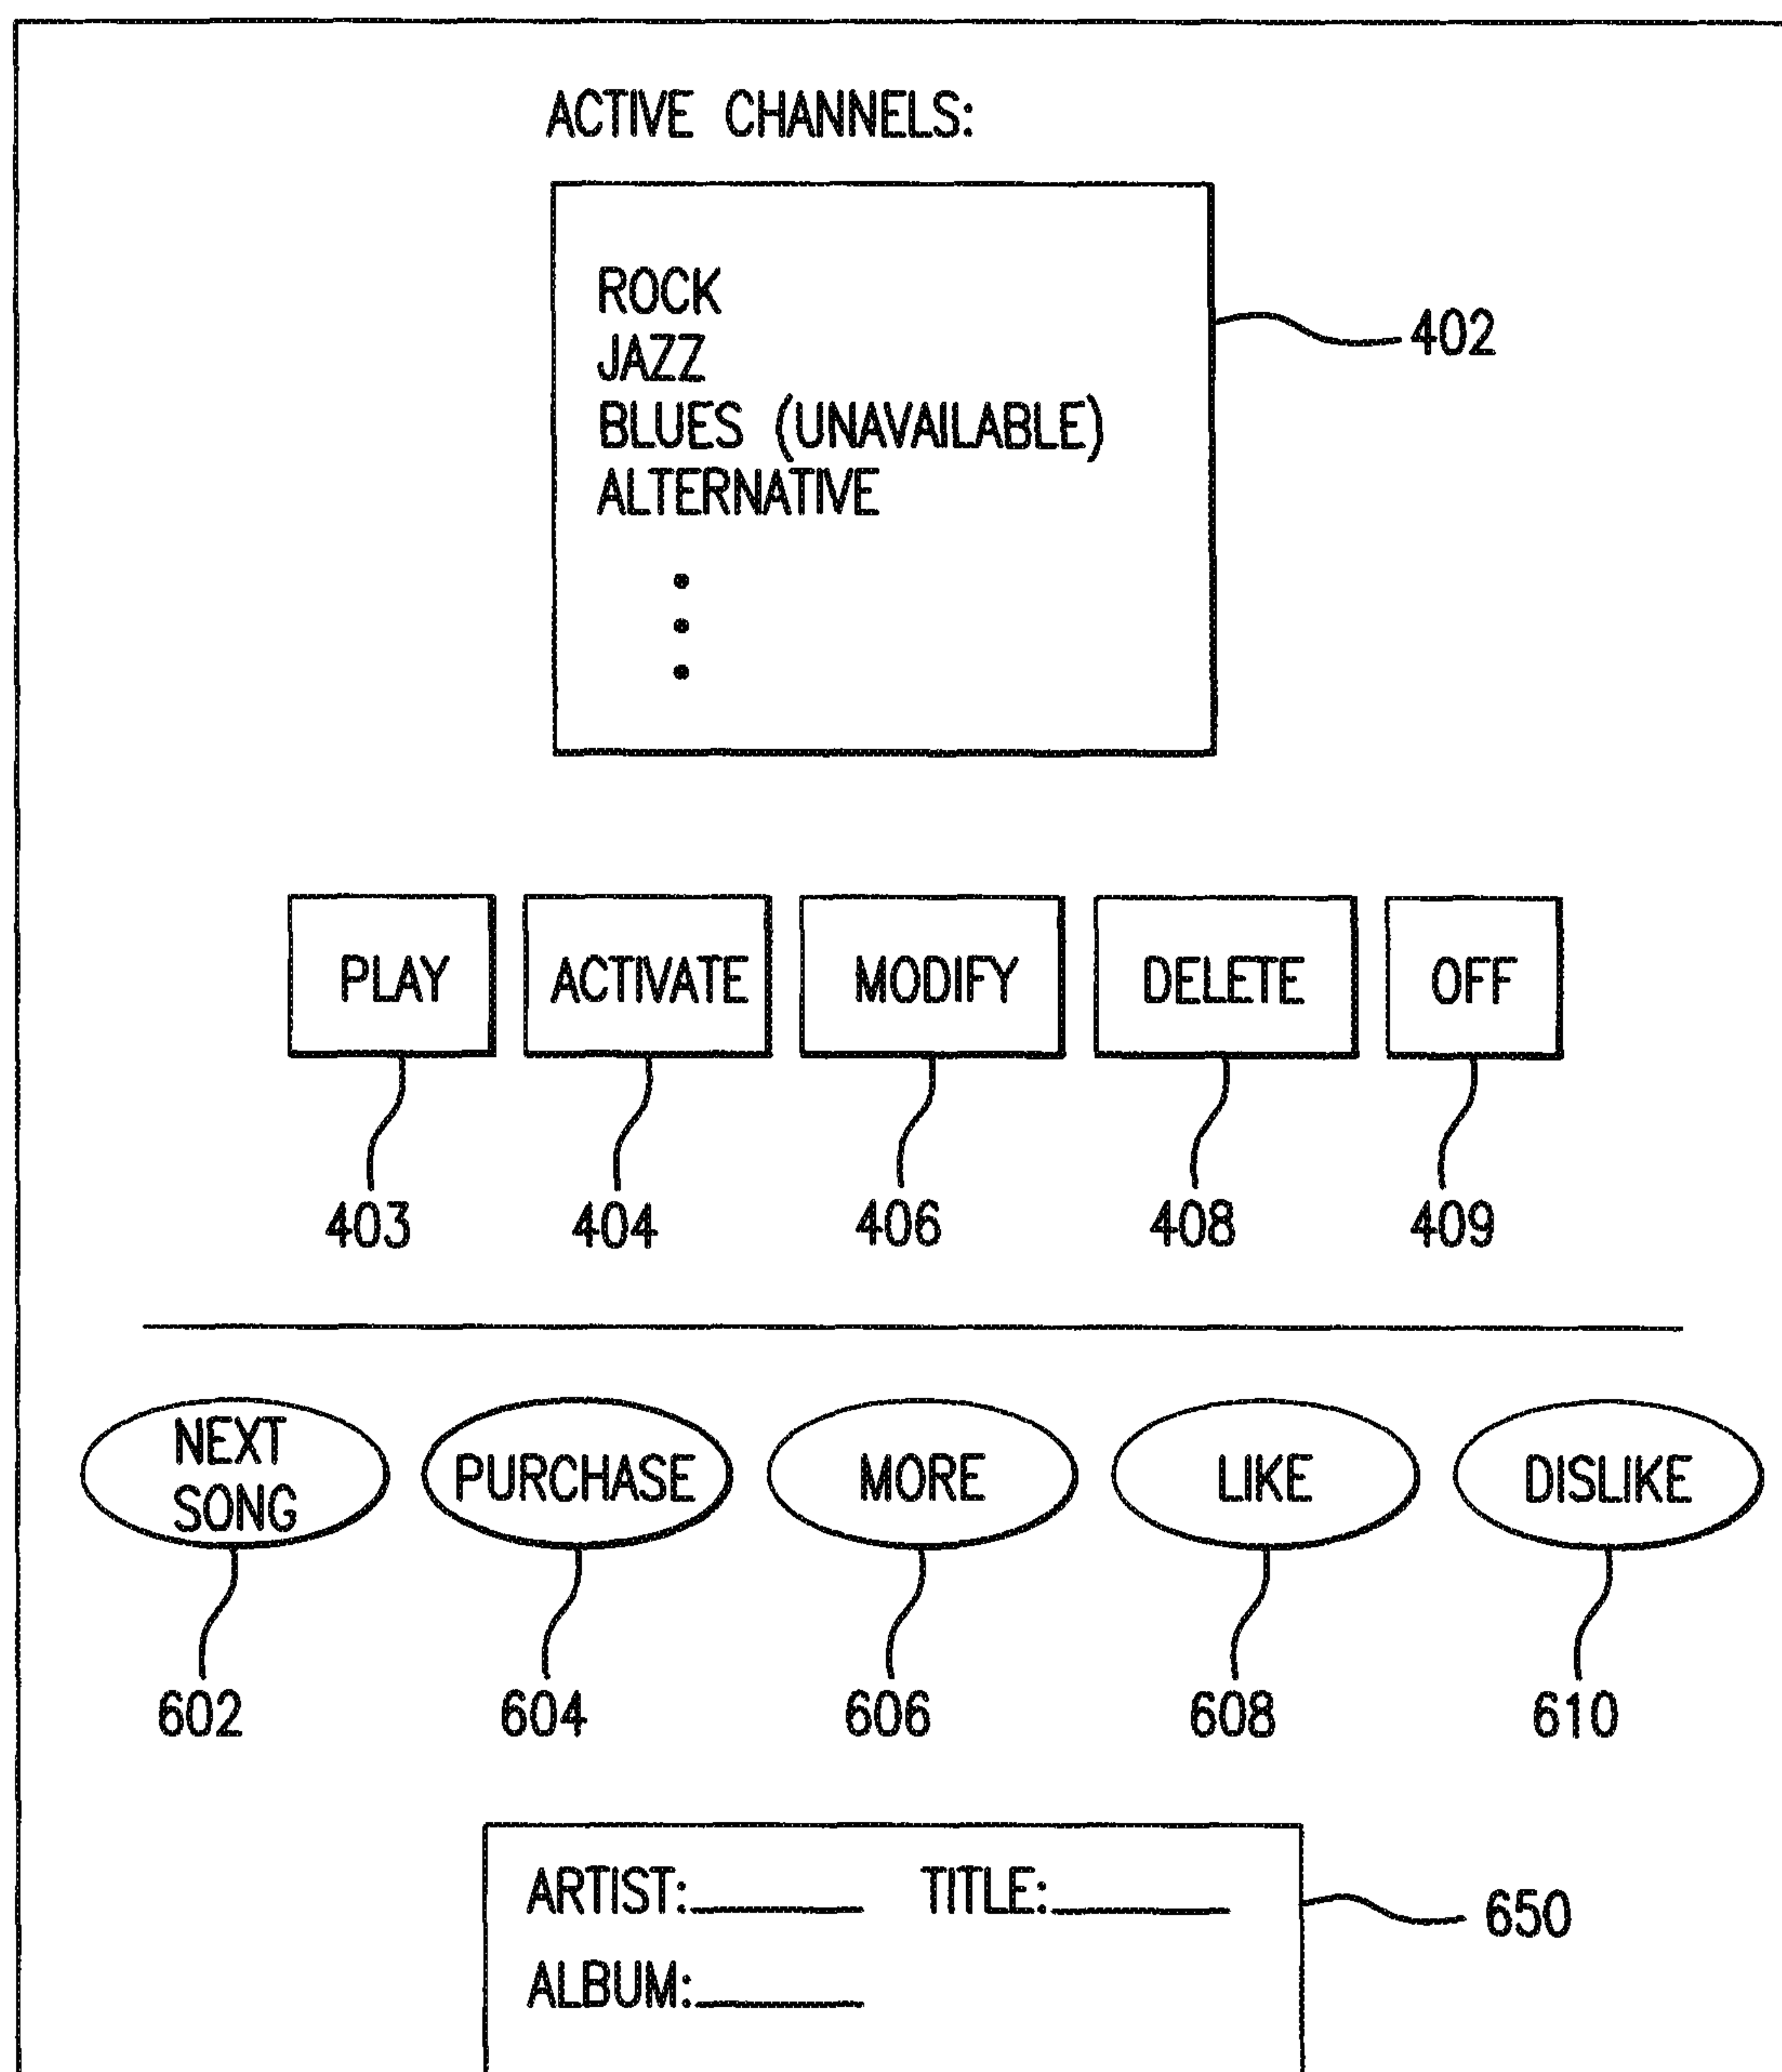 ACTIVE CHANNELS:
ROCK
JAZZ
BLUES (UNAVAILABLE)
ALTERNATIVE
402
PLAY ACTIVATE MODIFY DELETE OFF
403 404 406 408 409
NEXT SONG PURCHASE MORE LIKE DISLIKE
602 604 606 608 610
ARTIST: TITLE:
650
ALBUM: